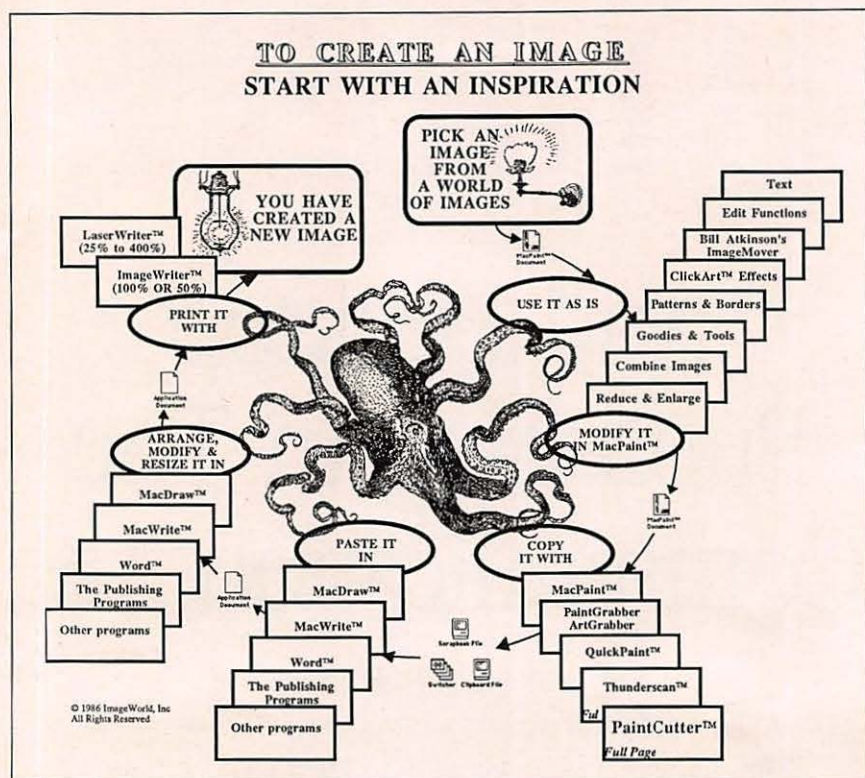 TO CREATE AN IMAGE
START WITH AN INSPIRATION
PICK AN
IMAGE
FROM
A WORLD
OF IMAGES
MacPaint™
Document
USE IT AS IS
Text
Edit Functions
Bill Atkinson's
ImageMover
ClickArt™ Effects
Patterns & Borders
Goodies & Tools
Combine Images
Reduce & Enlarge
MODIFY IT
IN MacPaint™
MacPaint™
Document
COPY
IT WITH
MacPaint™
PaintGrabber
ArtGrabber
QuickPaint™
Thunderscan™
Ful
PaintCutter™
Full Page
Scrapbook File
Switcher
Clipboard File
PASTE IT
IN
MacDraw™
MacWrite™
Word™
The Publishing
Programs
Other programs
Application
Document
ARRANGE,
MODIFY &
RESIZE IT IN
MacDraw™
MacWrite™
Word™
The Publishing
Programs
Other programs
Application
Document
PRINT IT
WITH
ImageWriter™
(100% OR 50%)
LaserWriter™
(25% to 400%)
YOU HAVE
CREATED A
NEW IMAGE
© 1986 ImageWorld, Inc
All Rights Reserved